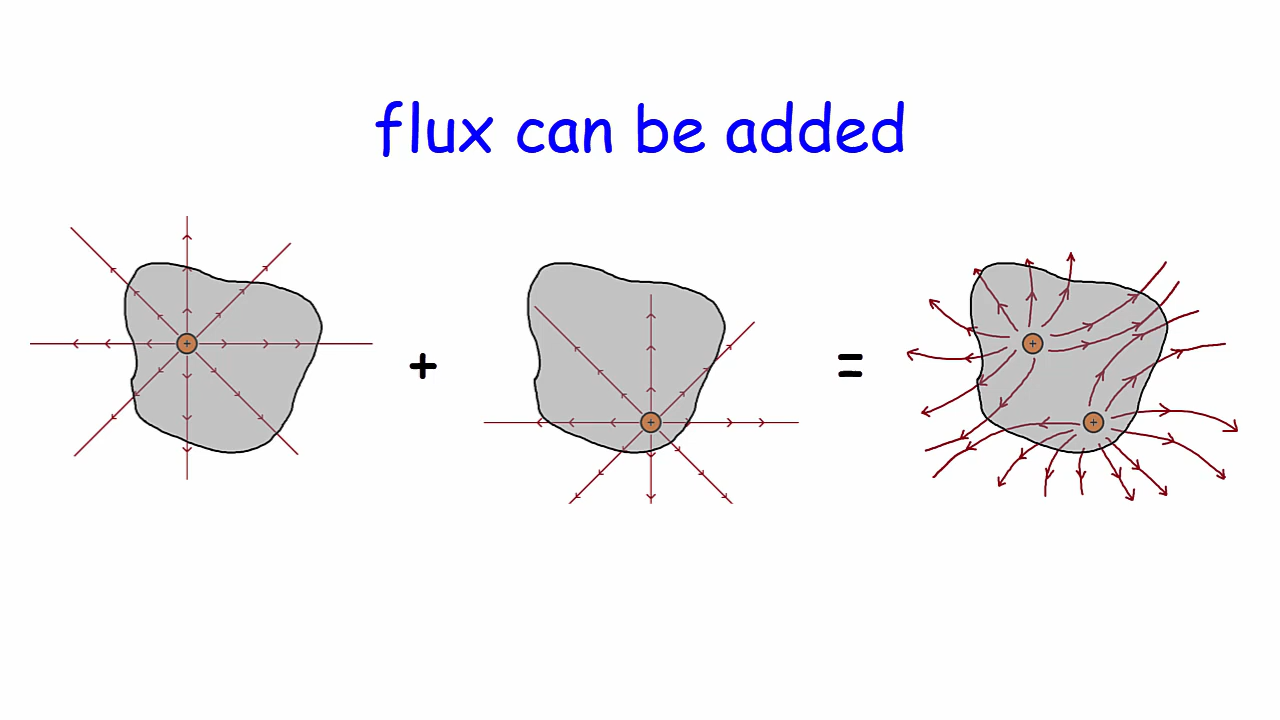 flux can be added
+ + = + +